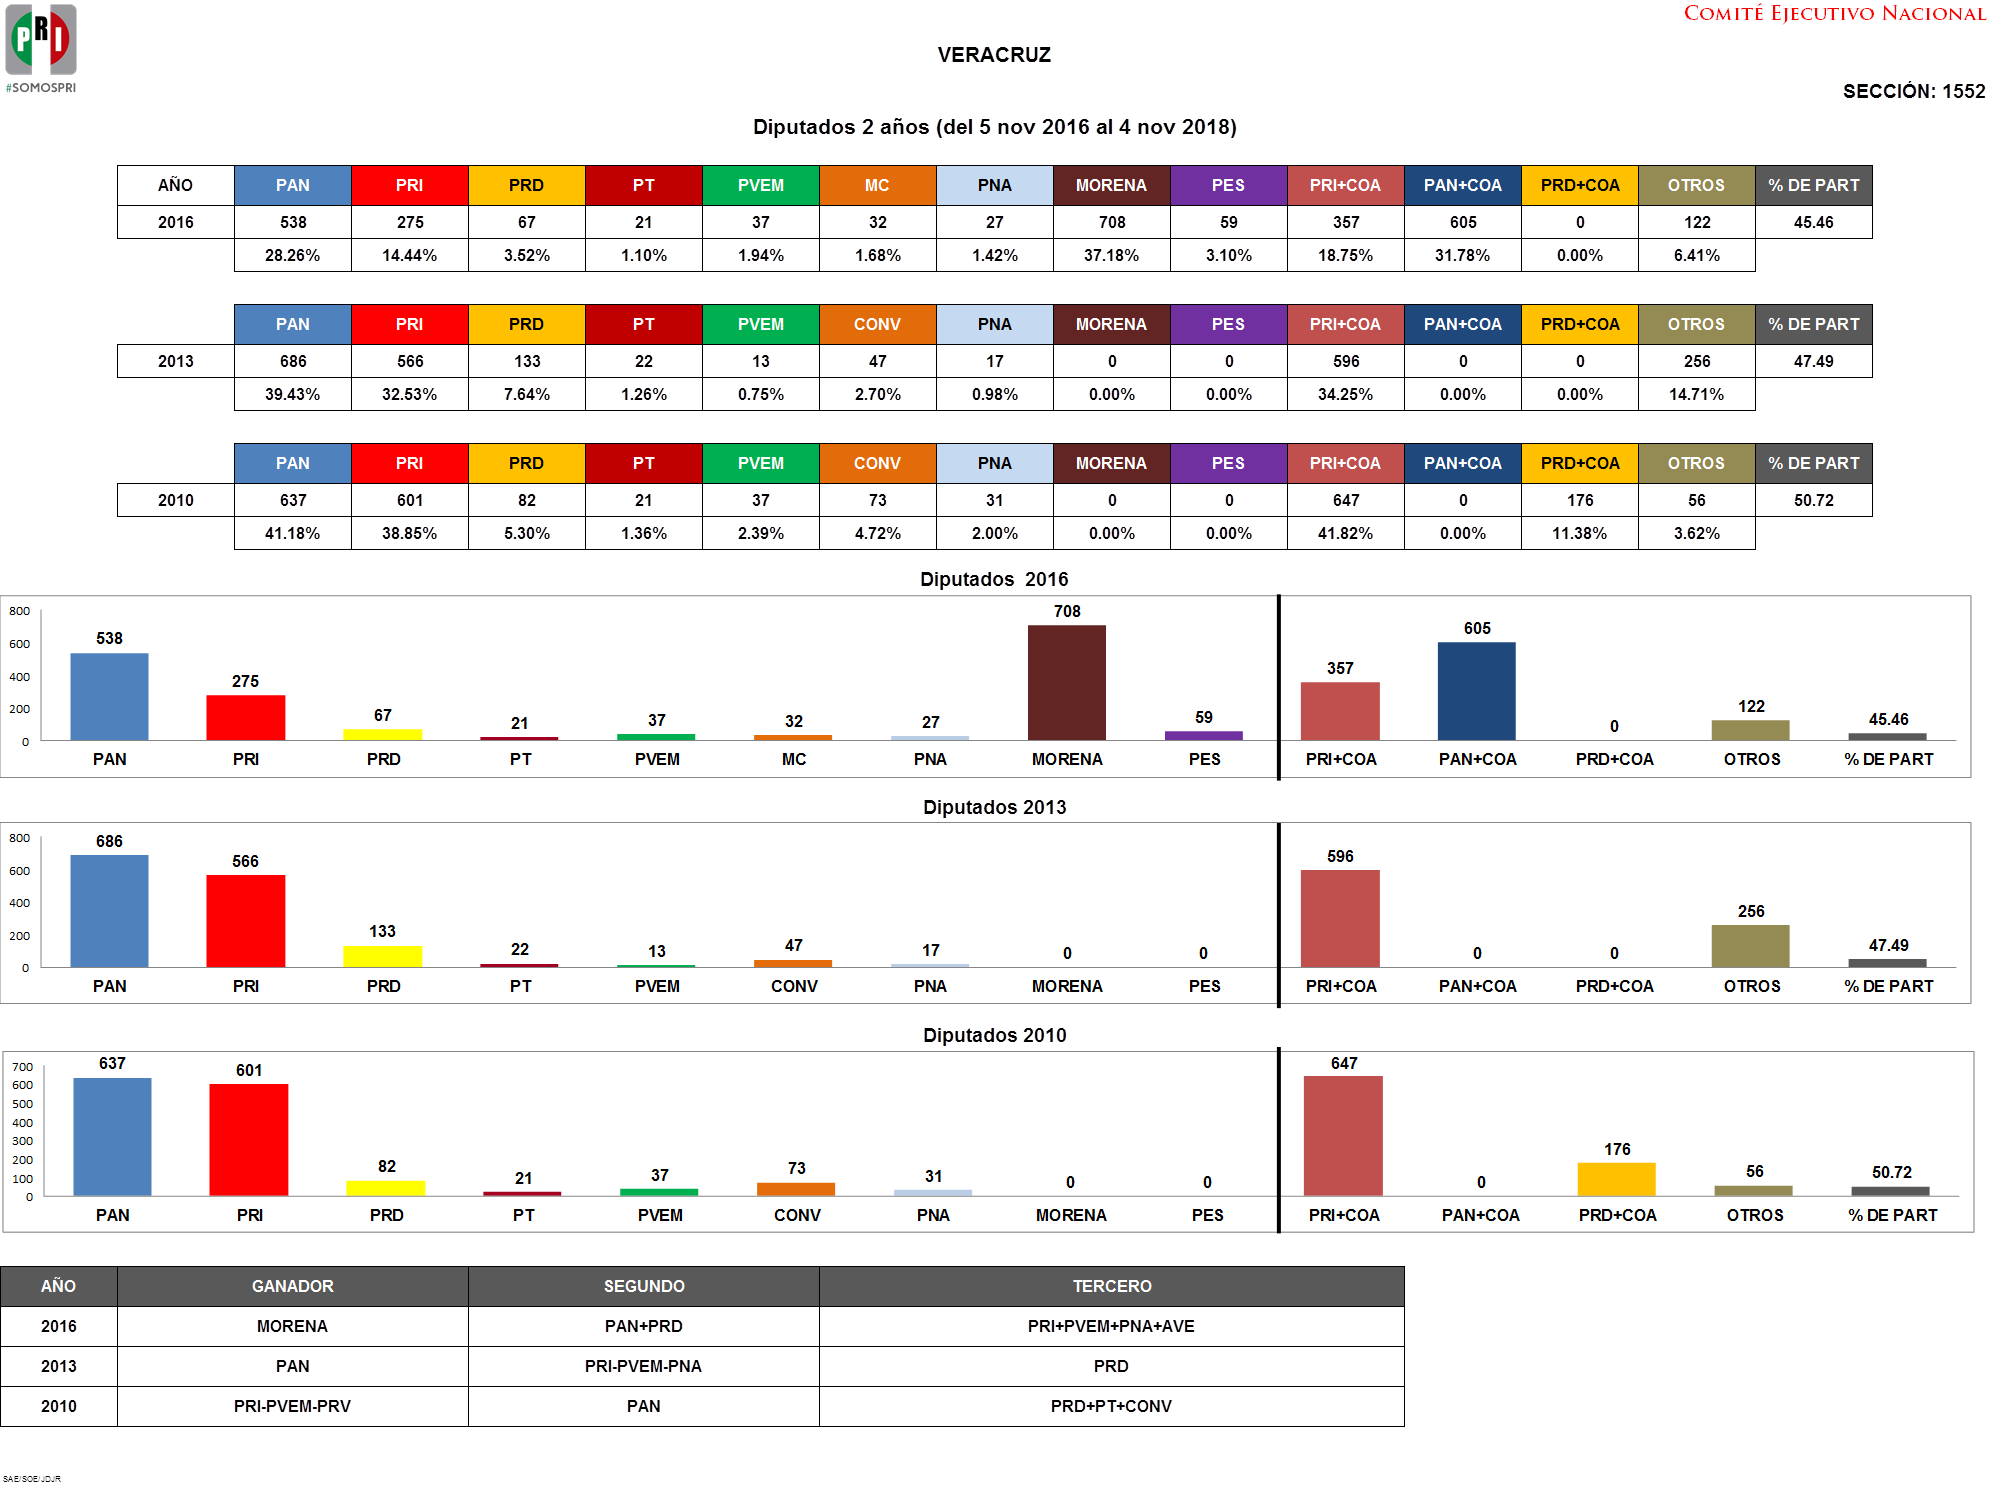 PRI
#SOMOSPRI
COMITÉ EJECUTIVO NACIONAL
VERACRUZ
SECCIÓN: 1552
Diputados 2 años (del 5 nov 2016 al 4 nov 2018)
AÑO PAN PRI PRD PT PVEM MC PNA MORENA PES PRI+COA PAN+COA PRD+COA OTROS % DE PART
2016 538 275 67 21 37 32 27 708 59 357 605 0 122 45.46
28.26% 14.44% 3.52% 1.10% 1.94% 1.68% 1.42% 37.18% 3.10% 18.75% 31.78% 0.00% 6.41%
PAN PRI PRD PT PVEM CONV PNA MORENA PES PRI+COA PAN+COA PRD+COA OTROS % DE PART
2013 686 566 133 22 13 47 17 0 0 596 0 0 256 47.49
39.43% 32.53% 7.64% 1.26% 0.75% 2.70% 0.98% 0.00% 0.00% 34.25% 0.00% 0.00% 14.71%
PAN PRI PRD PT PVEM CONV PNA MORENA PES PRI+COA PAN+COA PRD+COA OTROS % DE PART
2010 637 601 82 21 37 73 31 0 0 647 0 176 56 50.72
41.18% 38.85% 5.30% 1.36% 2.39% 4.72% 2.00% 0.00% 0.00% 41.82% 0.00% 11.38% 3.62%
Diputados 2016
800
600
400
200
0
538 275 67 21 37 32 27 708 59 357 605 0 122 45.46
PAN PRI PRD PT PVEM MC PNA MORENA PES PRI+COA PAN+COA PRD+COA OTROS % DE PART
Diputados 2013
800
600
400
200
0
686 566 133 22 13 47 17 0 0 596 0 0 256 47.49
PAN PRI PRD PT PVEM CONV PNA MORENA PES PRI+COA PAN+COA PRD+COA OTROS % DE PART
Diputados 2010
700
600
500
400
300
200
100
0
637 601 82 21 37 73 31 0 0 647 0 176 56 50.72
PAN PRI PRD PT PVEM CONV PNA MORENA PES PRI+COA PAN+COA PRD+COA OTROS % DE PART
AÑO GANADOR SEGUNDO TERCERO
2016 MORENA PAN+PRD PRI+PVEM+PNA+AVE
2013 PAN PRI-PVEM-PNA PRD
2010 PRI-PVEM-PRV PAN PRD+PT+CONV
SAE/SOE/JDJR